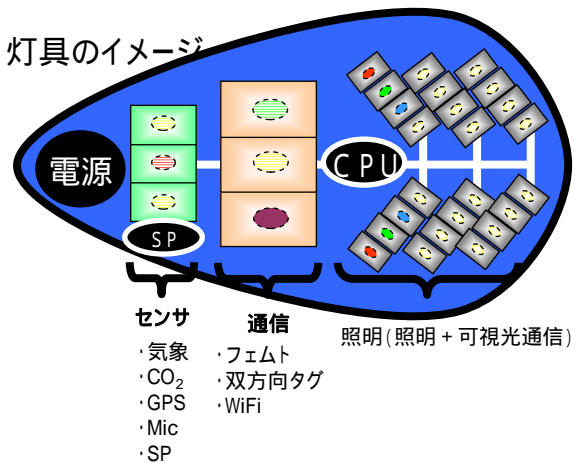 灯具のイメージ
電源
SP
CPU
センサ
・気象
・CO₂
・GPS
・Mic
・SP
通信
・フェムト
・双方向タグ
・WiFi
照明(照明+可視光通信)